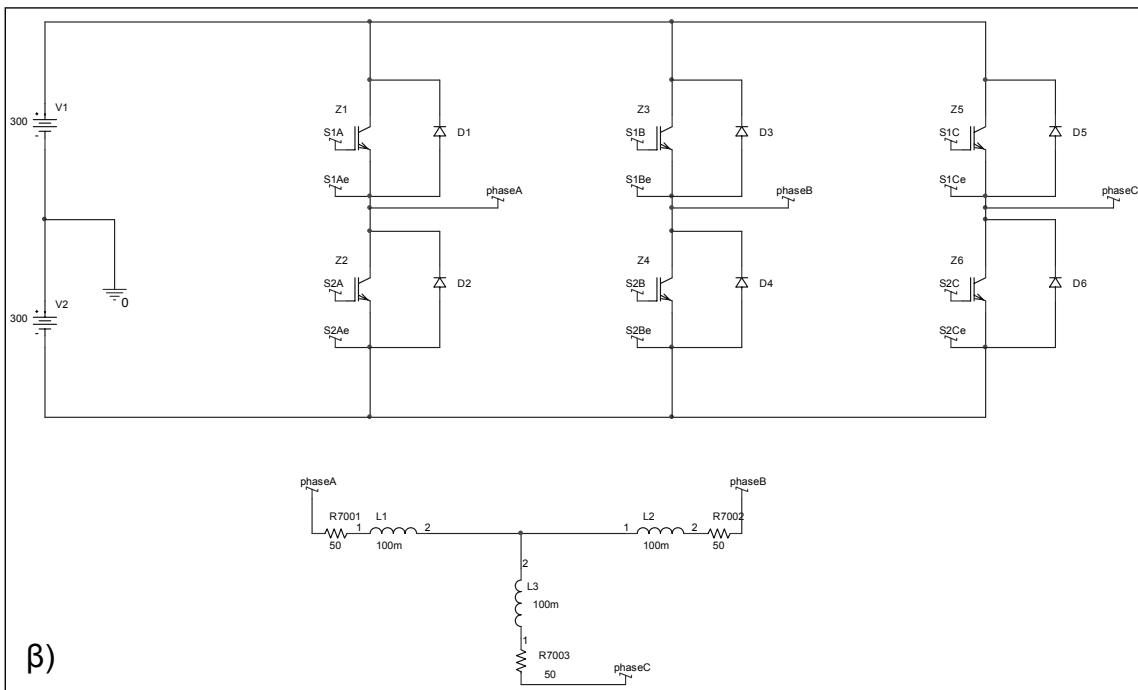 V1
300
+
-
Z1
S1A
D1
S1Ae
phaseA
Z3
S1B
D3
S1Be
phaseB
Z5
S1C
D5
S1Ce
phaseC
0
V2
300
+
-
Z2
S2A
D2
S2Ae
Z4
S2B
D4
S2Be
Z6
S2C
D6
S2Ce
phaseA
phaseB
R7001 L1 L2 R7002
1 2 1 2
50 100m 100m 50
2
L3
100m
1
R7003
50
phaseC
β)